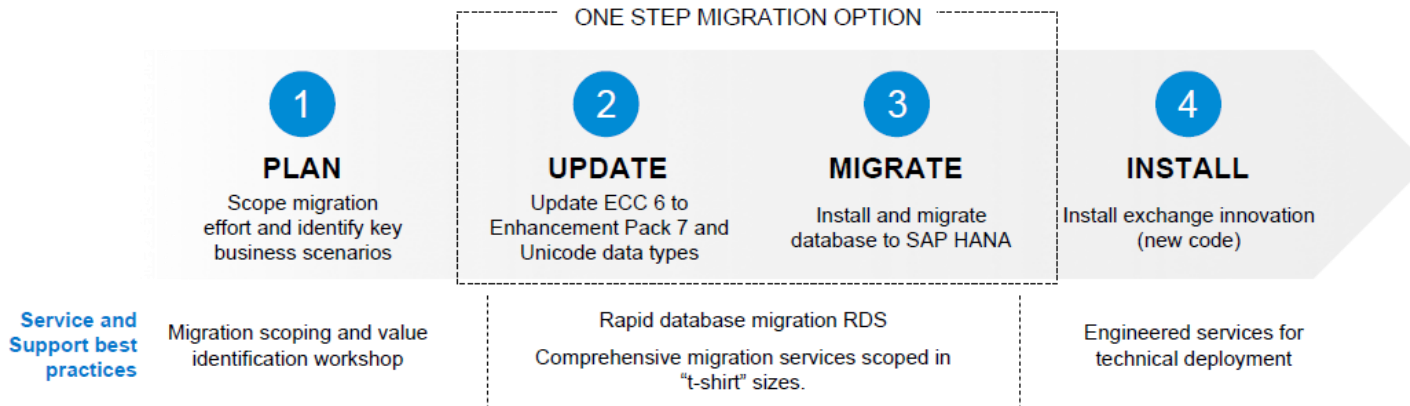 ONE STEP MIGRATION OPTION
1
PLAN
Scope migration
effort and identify key
business scenarios
2
UPDATE
Update ECC 6 to
Enhancement Pack 7 and
Unicode data types
3
MIGRATE
Install and migrate
database to SAP HANA
4
INSTALL
Install exchange innovation
(new code)
Service and
Support best
practices
Migration scoping and value
identification workshop
Rapid database migration RDS
Comprehensive migration services scoped in
“t-shirt” sizes.
Engineered services for
technical deployment